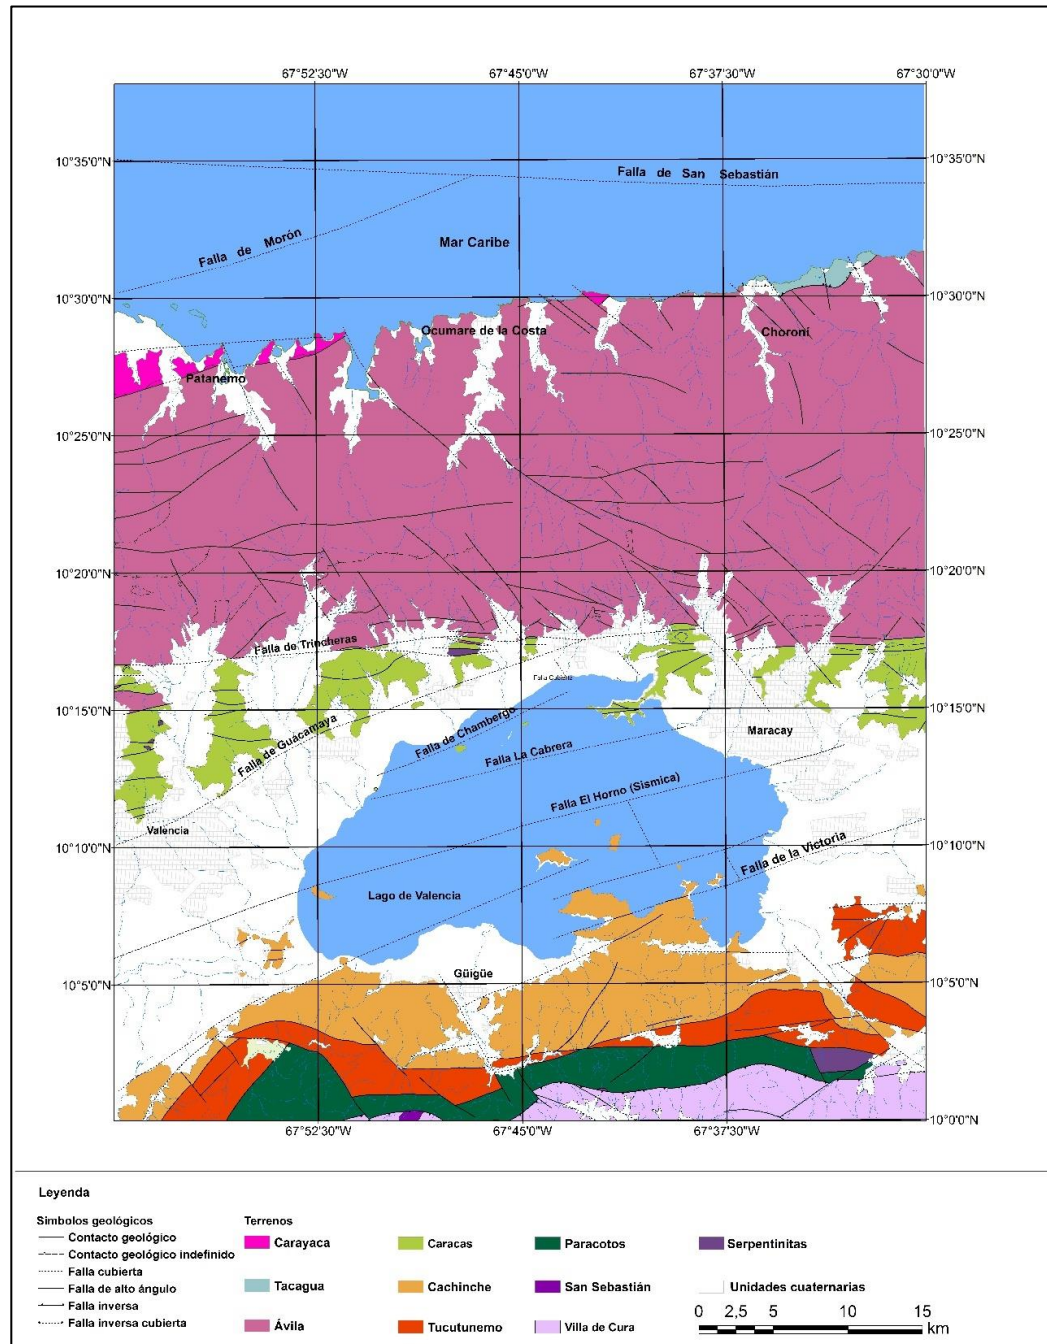 67°52'30"W 67°45'0"W 67°37'30"W 67°30'0"W
10°35'0"N 10°35'0"N
Falla de San Sebastián
Falla de Morón
Mar Caribe
10°30'0"N 10°30'0"N
Ocumare de la Costa
Choroní
Patanemo
10°25'0"N 10°25'0"N
10°20'0"N 10°20'0"N
Falla de Trincheras
Falla Cubierta
10°15'0"N 10°15'0"N
Falla de Guacamaya
Falla de Chambergo
Maracay
Falla La Cabrera
Falla El Horno (Sismica)
Valencia
10°10'0"N 10°10'0"N
Falla de la Victoria
Lago de Valencia
Güigüe
10°5'0"N 10°5'0"N
10°0'0"N
67°52'30"W 67°45'0"W 67°37'30"W
Leyenda
Simbolos geológicos
Contacto geológico
Contacto geológico indefinido
Falla cubierta
Falla de alto ángulo
Falla inversa
Falla inversa cubierta
Terrenos
Carayaca
Caracas
Paracotos
Serpentinitas
Tacagua
Cachinche
San Sebastián
Unidades cuaternarias
Ávila
Tucutunemo
Villa de Cura
0 2,5 5 10 15
km